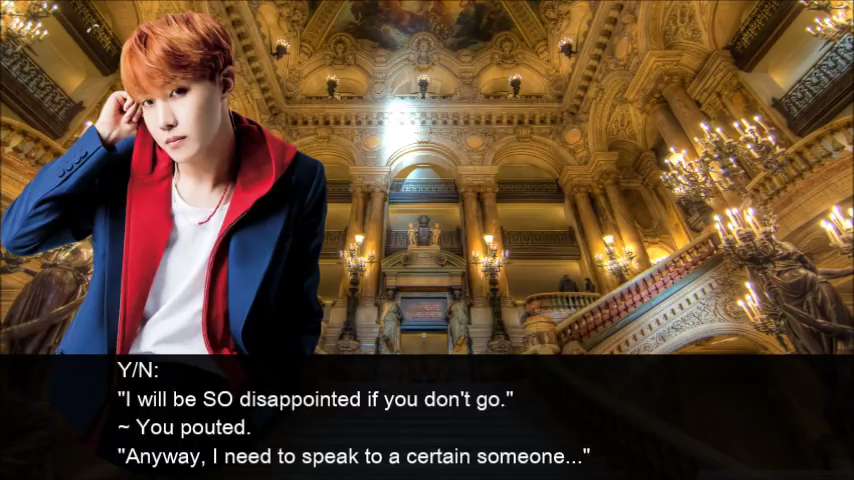 Y/N:
"I will be SO disappointed if you don't go."
~ You pouted.
"Anyway, I need to speak to a certain someone..."